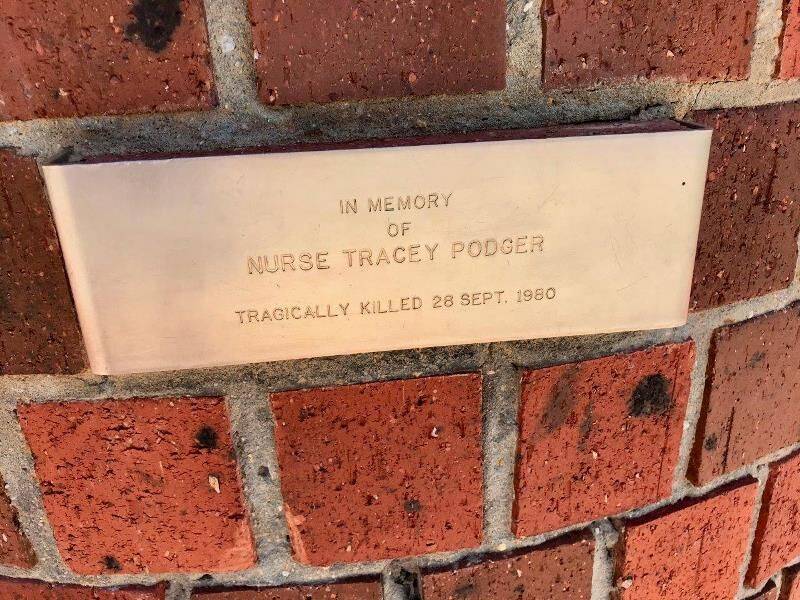 IN MEMORY
OF
NURSE TRACEY PODGER
TRAGICALLY KILLED 28 SEPT. 1980